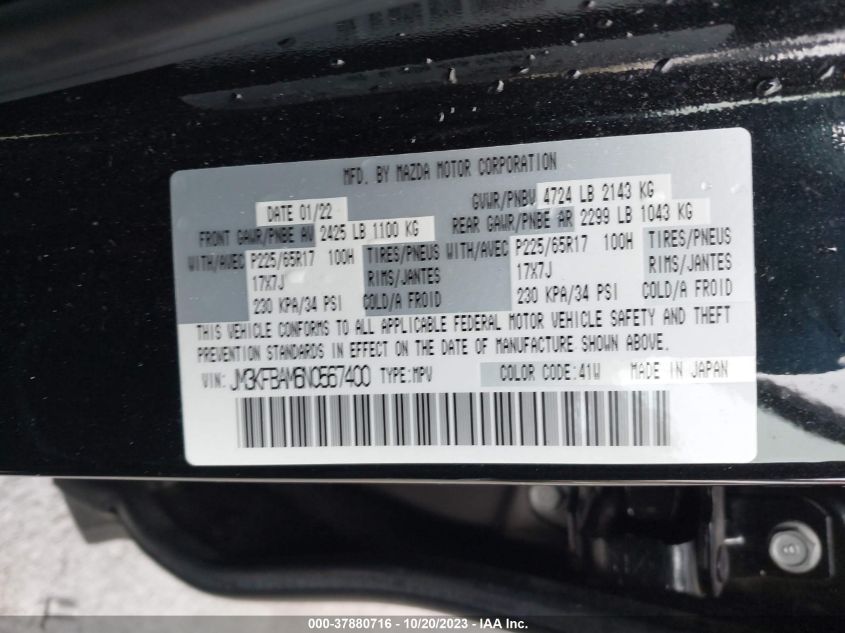 MFD. BY MAZDA MOTOR CORPORATION
DATE 01/22 GVWR/PNBV 4724 LB 2143 KG
FRONT GAWR/PNBE AV 2425 LB 1100 KG REAR GAWR/PNBE AR 2299 LB 1043 KG
WITH/AVEC P225/65R17 100H TIRES/PNEUS WITH/AVEC P225/65R17 100H TIRES/PNEUS
17X7J RIMS/JANTES 17X7J RIMS/JANTES
230 KPA/34 PSI COLD/A FROID 230 KPA/34 PSI COLD/A FROID
THIS VEHICLE CONFORMS TO ALL APPLICABLE FEDERAL MOTOR VEHICLE SAFETY AND THEFT
PREVENTION STANDARDS IN EFFECT ON THE DATE OF MANUFACTURE SHOWN ABOVE.
VIN: JM3KFBAM6N0567400 TYPE:MPV COLOR CODE:41W MADE IN JAPAN
000-37880716 - 10/20/2023 - IAAI.com